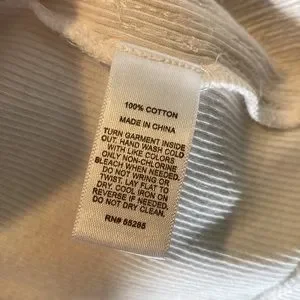 100% COTTON
MADE IN CHINA
TURN GARMENT INSIDE
OUT. HAND WASH COLD
WITH LIKE COLORS
ONLY NON-CHLORINE
BLEACH WHEN NEEDED.
DO NOT WRING OR
TWIST. LAY FLAT TO
DRY. COOL IRON ON
REVERSE IF NEEDED.
DO NOT DRY CLEAN.
RN# 55285